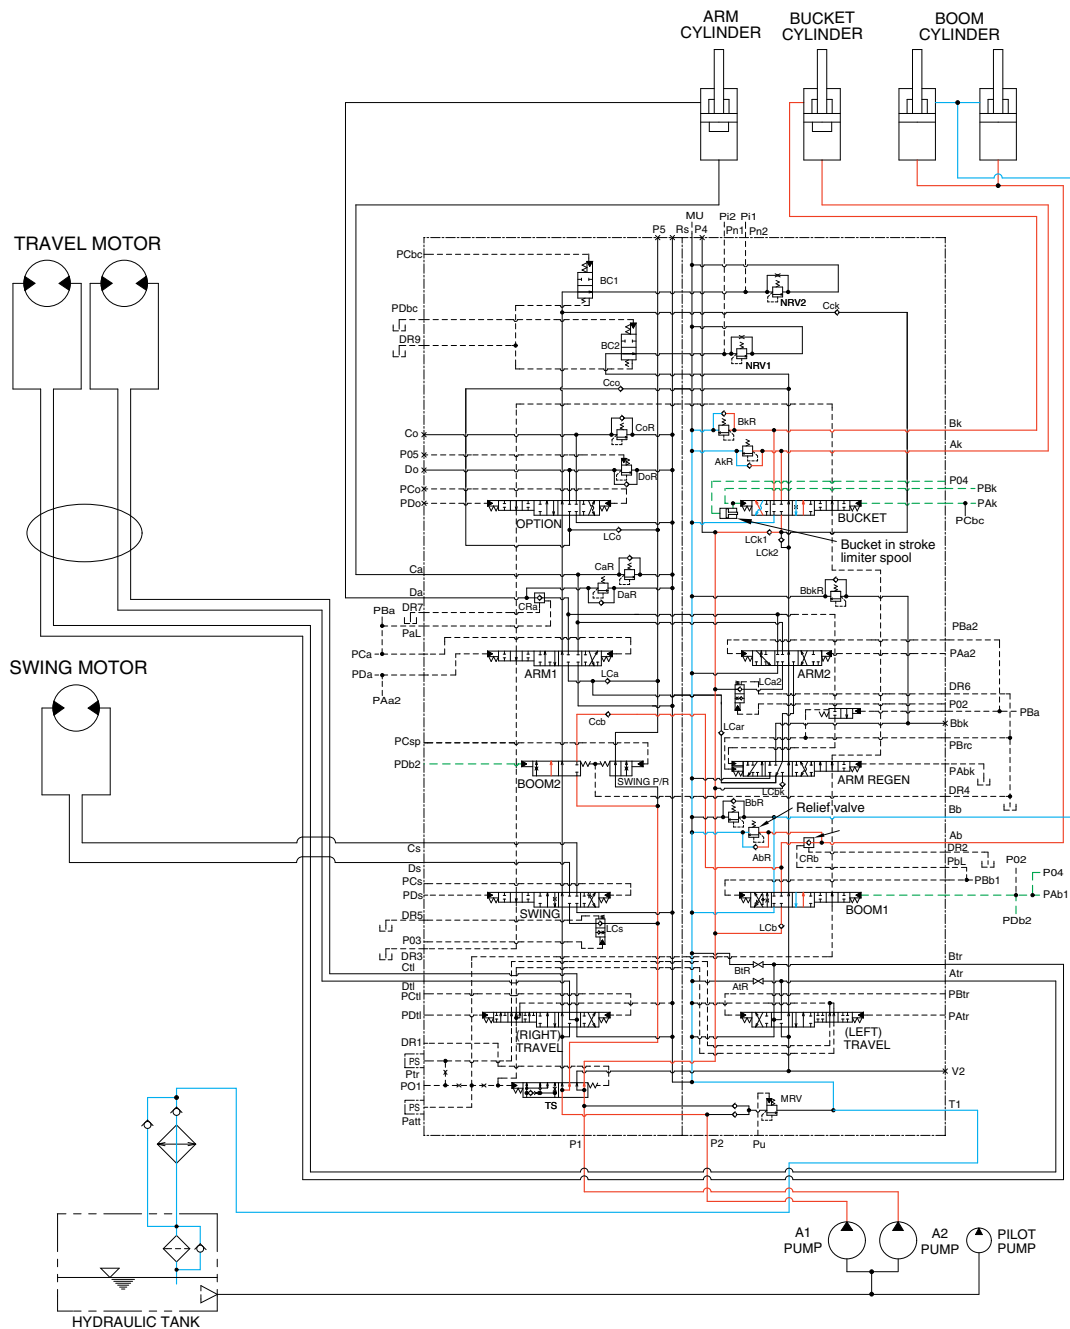 ARM
CYLINDER
BUCKET
CYLINDER
BOOM
CYLINDER
TRAVEL MOTOR
SWING MOTOR
P5 Rs MU P4 Pi2 Pi1
Pn1 Pn2
PCbc
BC1
NRV2
Cck
PDbc
DR9
BC2
NRV1
Cco
Co
CoR
BkR
Bk
P05
Do
DoR
AkR
Ak
PCo
PDo
OPTION
BUCKET
P04
PBk
PAk
PCbc
LCo
LCk1
LCk2
Bucket in stroke
limiter spool
Ca
CaR
Da
DaR
CRa
BbkR
PBa
DR7
PaL
PBa2
PCa
PAa2
PDa
PAa2
ARM1
ARM2
LCa
LCa2
DR6
P02
PBa
Ccb
LCar
Bbk
PCsp
PBrc
PDb2
PAbk
BOOM2
SWING P/R
LCbk
ARM REGEN
DR4
BbR
Relief valve
Bb
AbR
CRb
Ab
Cs
DR2
Ds
PbL
PCs
PBb1
PDs
P02
P04
PAb1
PDb2
SWING
BOOM1
DR5
LCs
LCb
P03
DR3
Ctl
BtR
Btr
Dtl
AtR
Atr
PCtl
PBtr
PDtl
PAtr
(RIGHT)
TRAVEL
(LEFT)
TRAVEL
DR1
PS
Ptr
V2
PO1
TS
PS
Patt
MRV
T1
P1
P2
Pu
A1
PUMP
A2
PUMP
PILOT
PUMP
HYDRAULIC TANK